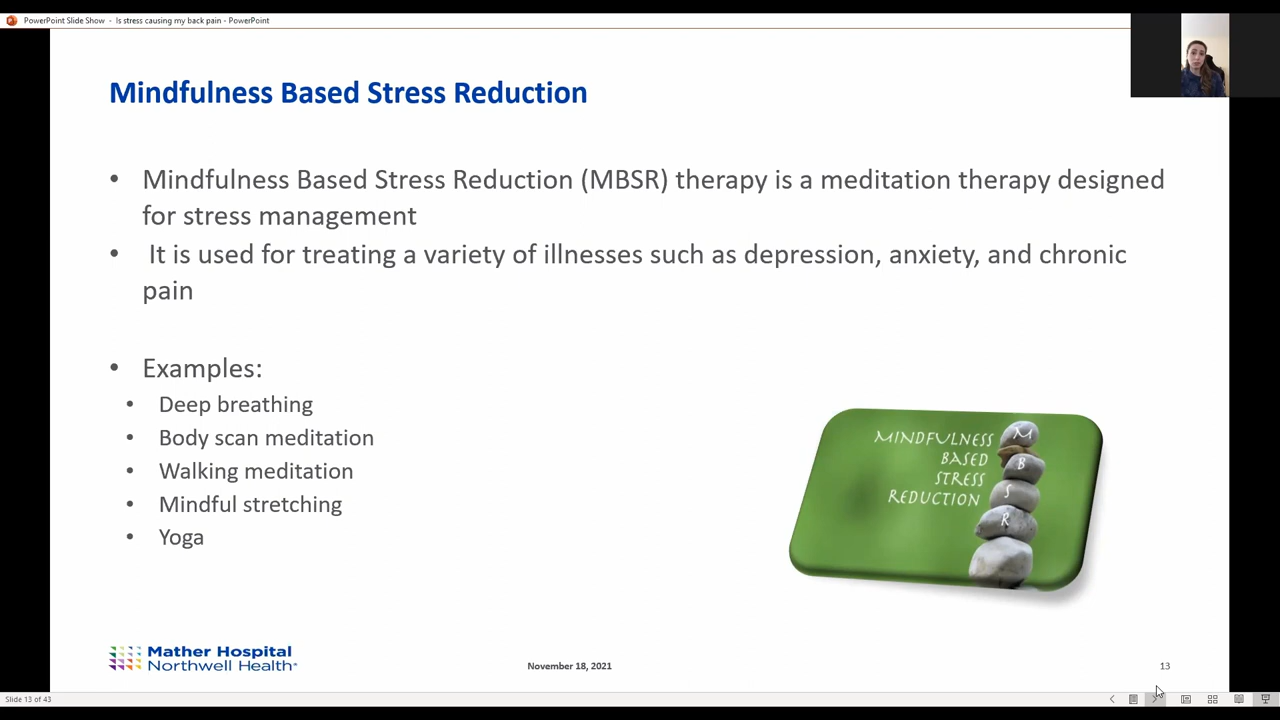 PowerPoint Slide Show - Is stress causing my back pain - PowerPoint
Mindfulness Based Stress Reduction
• Mindfulness Based Stress Reduction (MBSR) therapy is a meditation therapy designed
for stress management
• It is used for treating a variety of illnesses such as depression, anxiety, and chronic
pain
• Examples:
• Deep breathing
• Body scan meditation
• Walking meditation
• Mindful stretching
• Yoga
MINDFULNESS
BASED
STRESS
REDUCTION
M
B
S
R
Mather Hospital
Northwell Health®
November 18, 2021
13
Slide 13 of 43